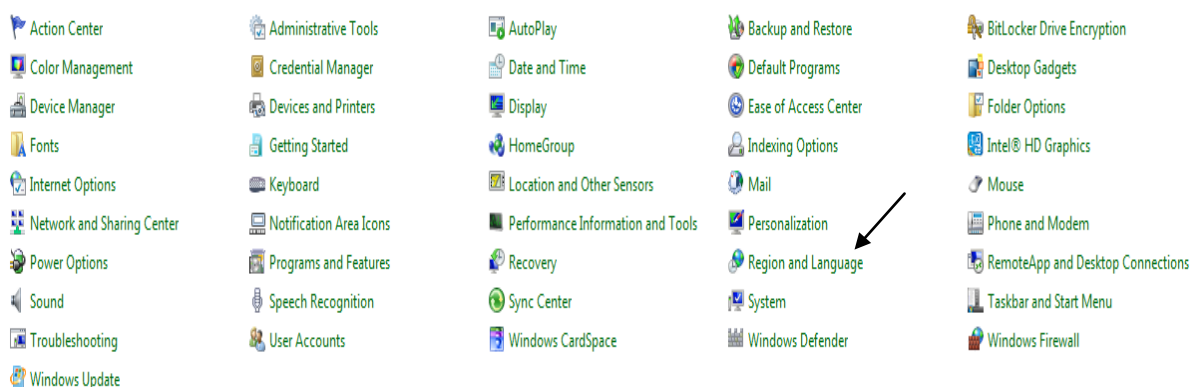 Action Center
Administrative Tools
AutoPlay
Backup and Restore
BitLocker Drive Encryption
Color Management
Credential Manager
Date and Time
Default Programs
Desktop Gadgets
Device Manager
Devices and Printers
Display
Ease of Access Center
Folder Options
Fonts
Getting Started
HomeGroup
Indexing Options
Intel® HD Graphics
Internet Options
Keyboard
Location and Other Sensors
Mail
Mouse
Network and Sharing Center
Notification Area Icons
Performance Information and Tools
Personalization
Phone and Modem
Power Options
Programs and Features
Recovery
Region and Language
RemoteApp and Desktop Connections
Sound
Speech Recognition
Sync Center
System
Taskbar and Start Menu
Troubleshooting
User Accounts
Windows CardSpace
Windows Defender
Windows Firewall
Windows Update